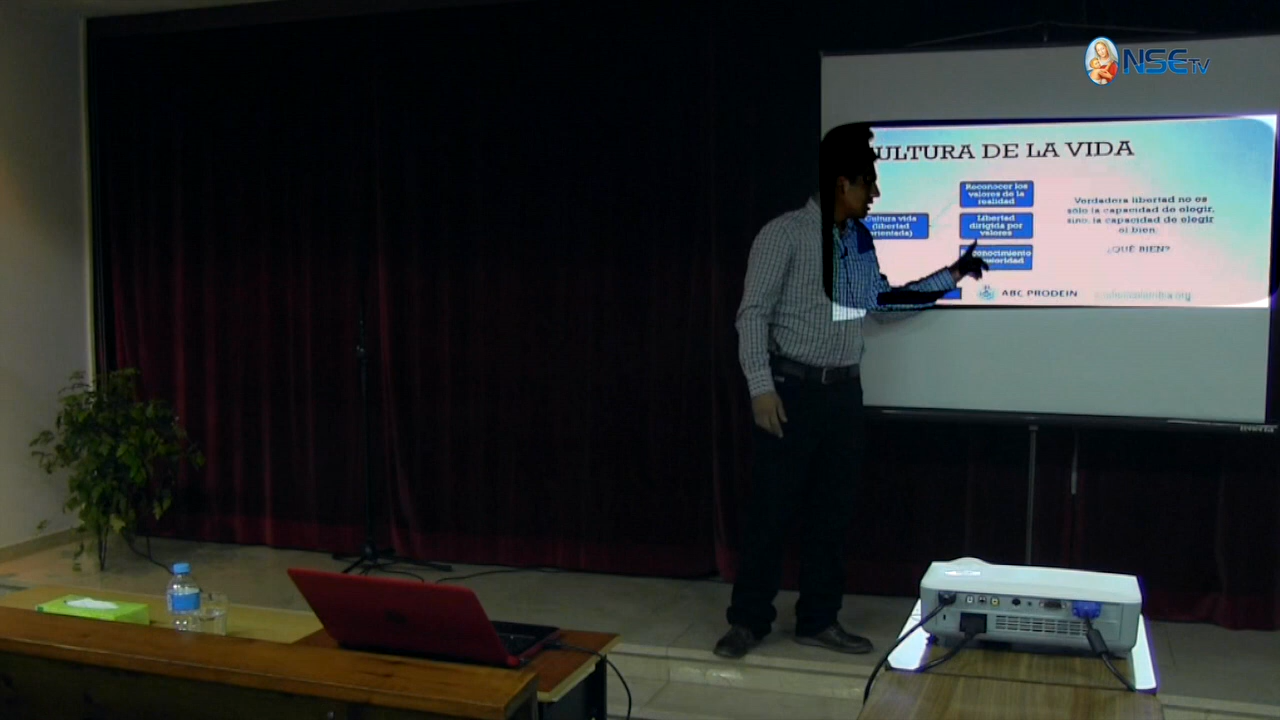 NSETV
ULTURA DE LA VIDA
Reconocer los
valores de la
realidad
Cultura vida
(libertad
orientada)
Libertad
dirigida por
valores
Verdadera libertad no es
sólo la capacidad de elegir,
sino, la capacidad de elegir
el bien.
¿QUÉ BIEN?
ABC PRODEIN